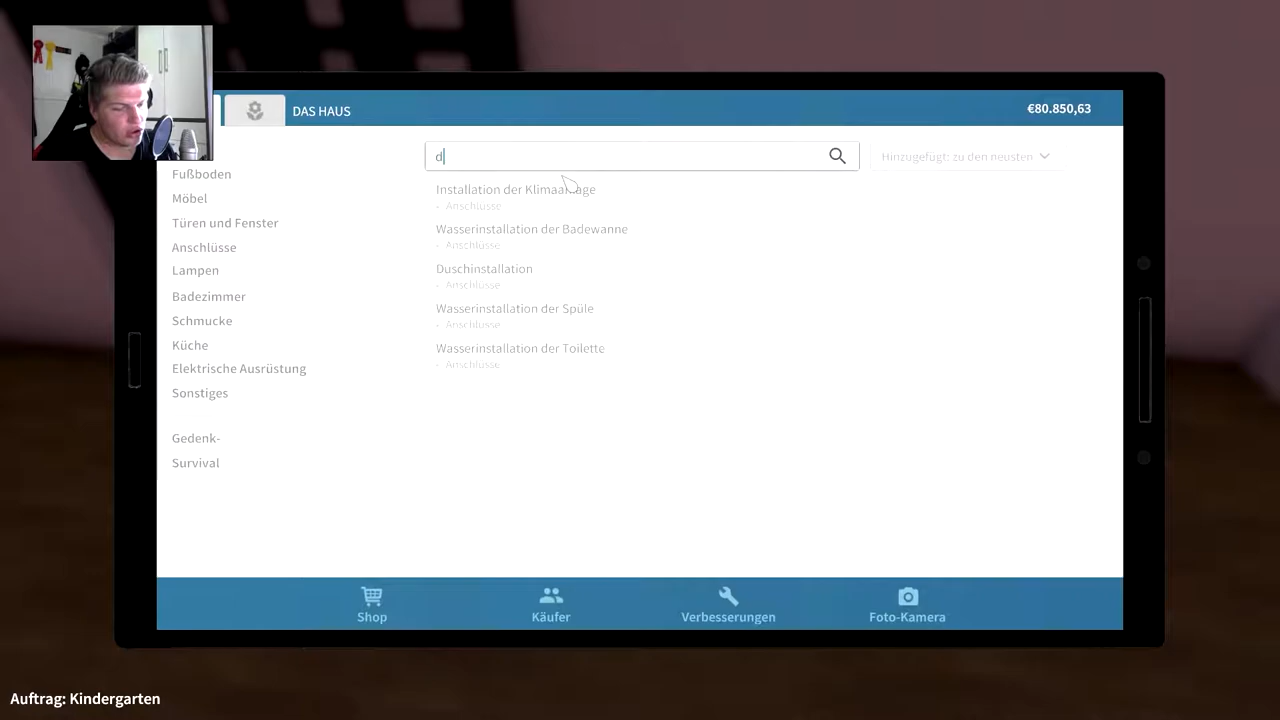 DAS HAUS
€80.850,63
d
Hinzugefügt: zu den neusten
Fußboden
Möbel
Türen und Fenster
Anschlüsse
Lampen
Badezimmer
Schmucke
Küche
Elektrische Ausrüstung
Sonstiges
Gedenk-
Survival
Installation der Klimaanlage
- Anschlüsse
Wasserinstallation der Badewanne
- Anschlüsse
Duschinstallation
- Anschlüsse
Wasserinstallation der Spüle
- Anschlüsse
Wasserinstallation der Toilette
- Anschlüsse
Shop
Käufer
Verbesserungen
Foto-Kamera
Auftrag: Kindergarten